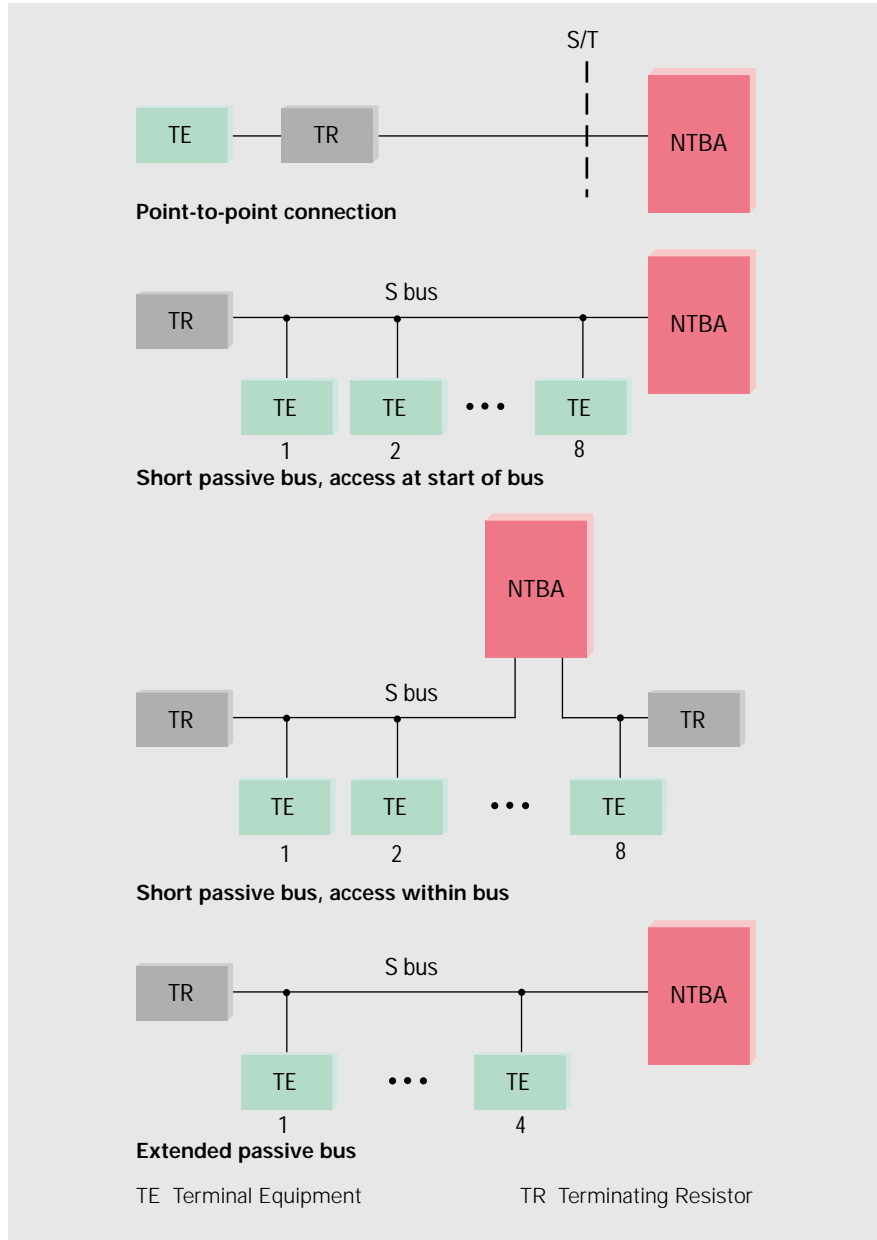 S/T
TE TR NTBA
Point-to-point connection
S bus
TR NTBA
TE TE ••• TE
1 2 8
Short passive bus, access at start of bus
NTBA
S bus
TR TR
TE TE ••• TE
1 2 8
Short passive bus, access within bus
S bus
TR NTBA
TE ••• TE
1 4
Extended passive bus
TE Terminal Equipment TR Terminating Resistor